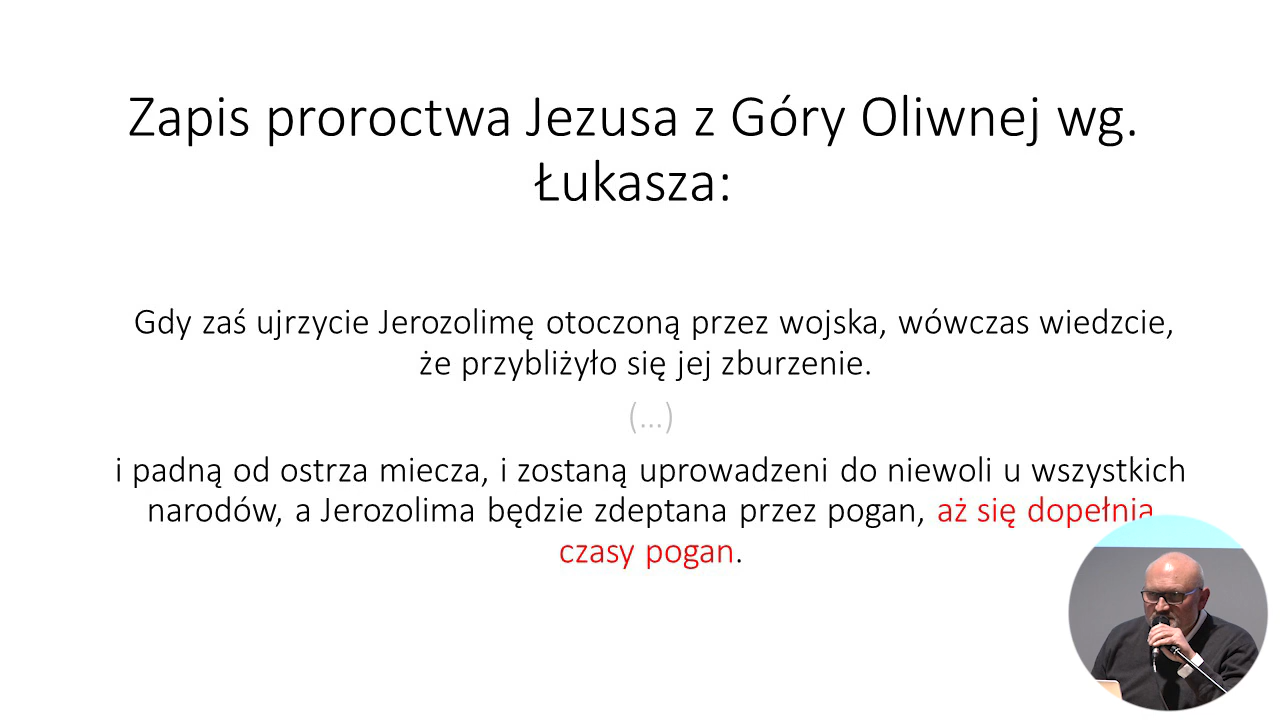 Zapis proroctwa Jezusa z Góry Oliwnej wg.
Łukasza:
Gdy zaś ujrzycie Jerozolimę otoczoną przez wojska, wówczas wiedzcie,
że przybliżyło się jej zburzenie.
(...)
i padną od ostrza miecza, i zostaną uprowadzeni do niewoli u wszystkich
narodów, a Jerozolima będzie zdeptana przez pogan, aż się dopełnią
czasy pogan.